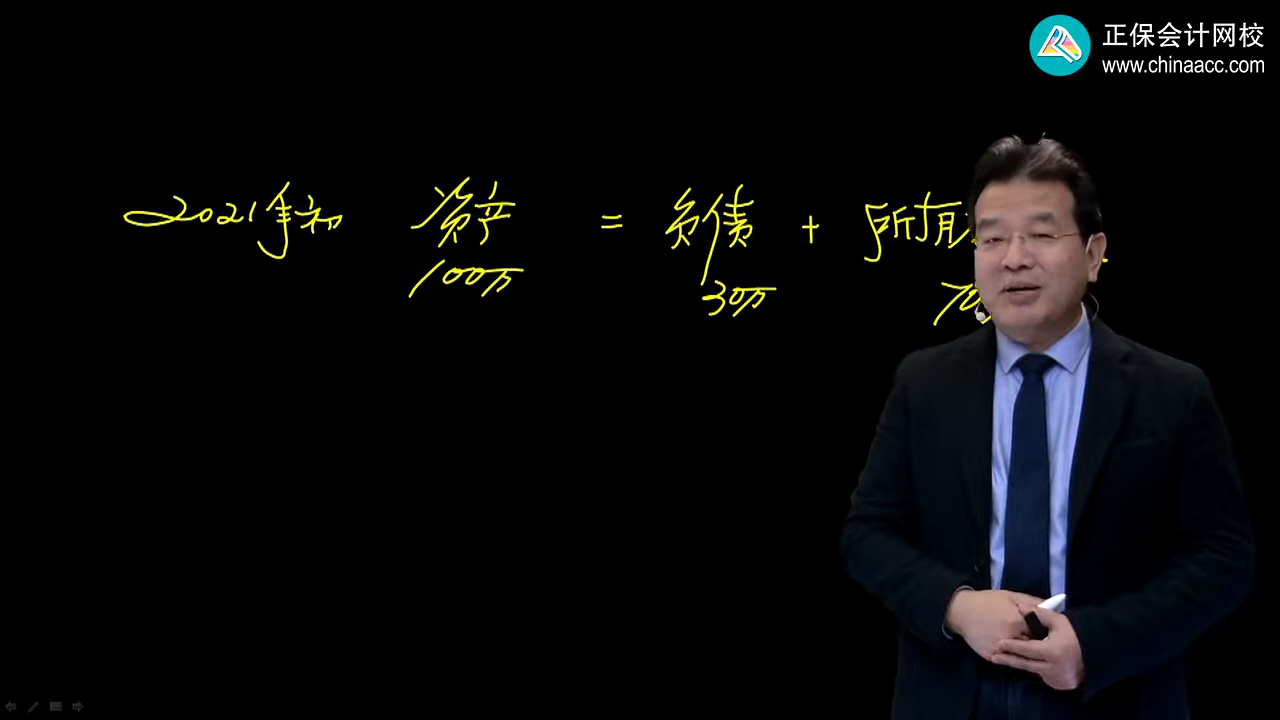 正保会计网校
www.chinaacc.com
2021年初 资产 = 负债 + 所有
100万 30万 70